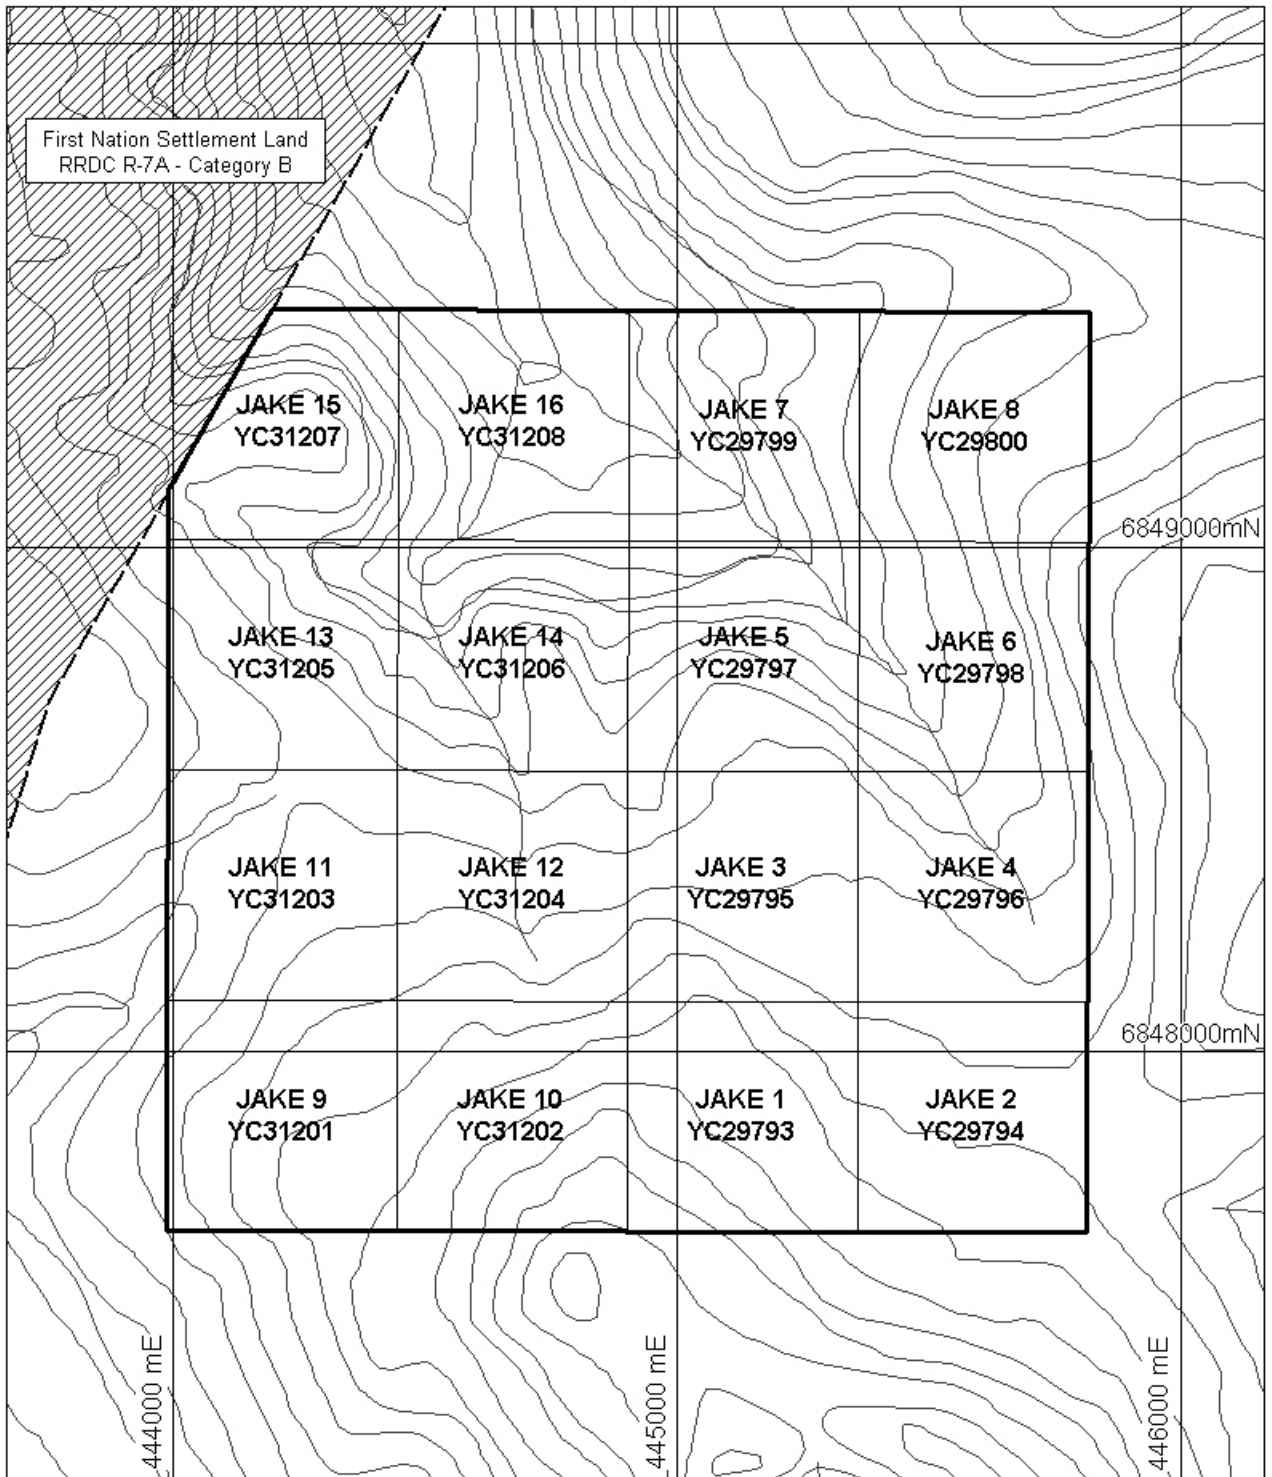 First Nation Settlement Land
RRDC R-7A - Category B
JAKE 15
YC31207
JAKE 16
YC31208
JAKE 7
YC29799
JAKE 8
YC29800
6849000mN
JAKE 13
YC31205
JAKE 14
YC31206
JAKE 5
YC29797
JAKE 6
YC29798
JAKE 11
YC31203
JAKE 12
YC31204
JAKE 3
YC29795
JAKE 4
YC29796
6848000mN
JAKE 9
YC31201
JAKE 10
YC31202
JAKE 1
YC29793
JAKE 2
YC29794
444000 mE
445000 mE
446000 mE